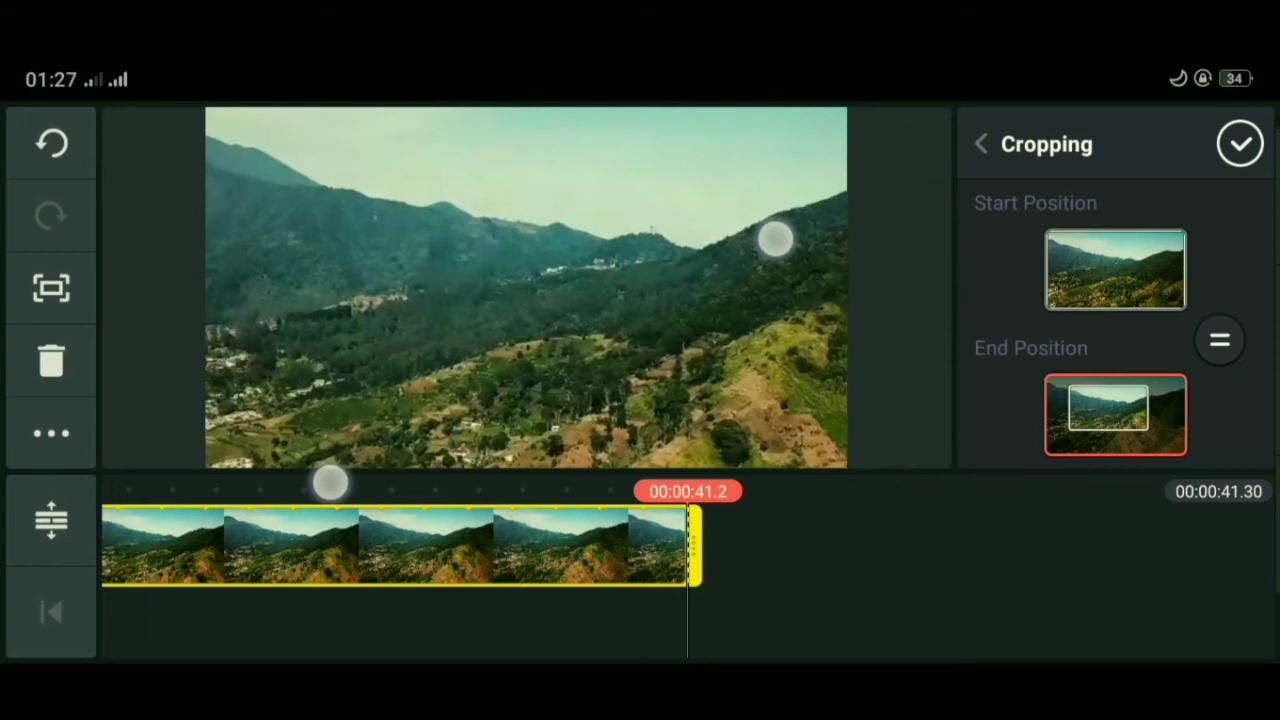 01:27
34
Cropping
Start Position
End Position
00:00:41.2
00:00:41.30